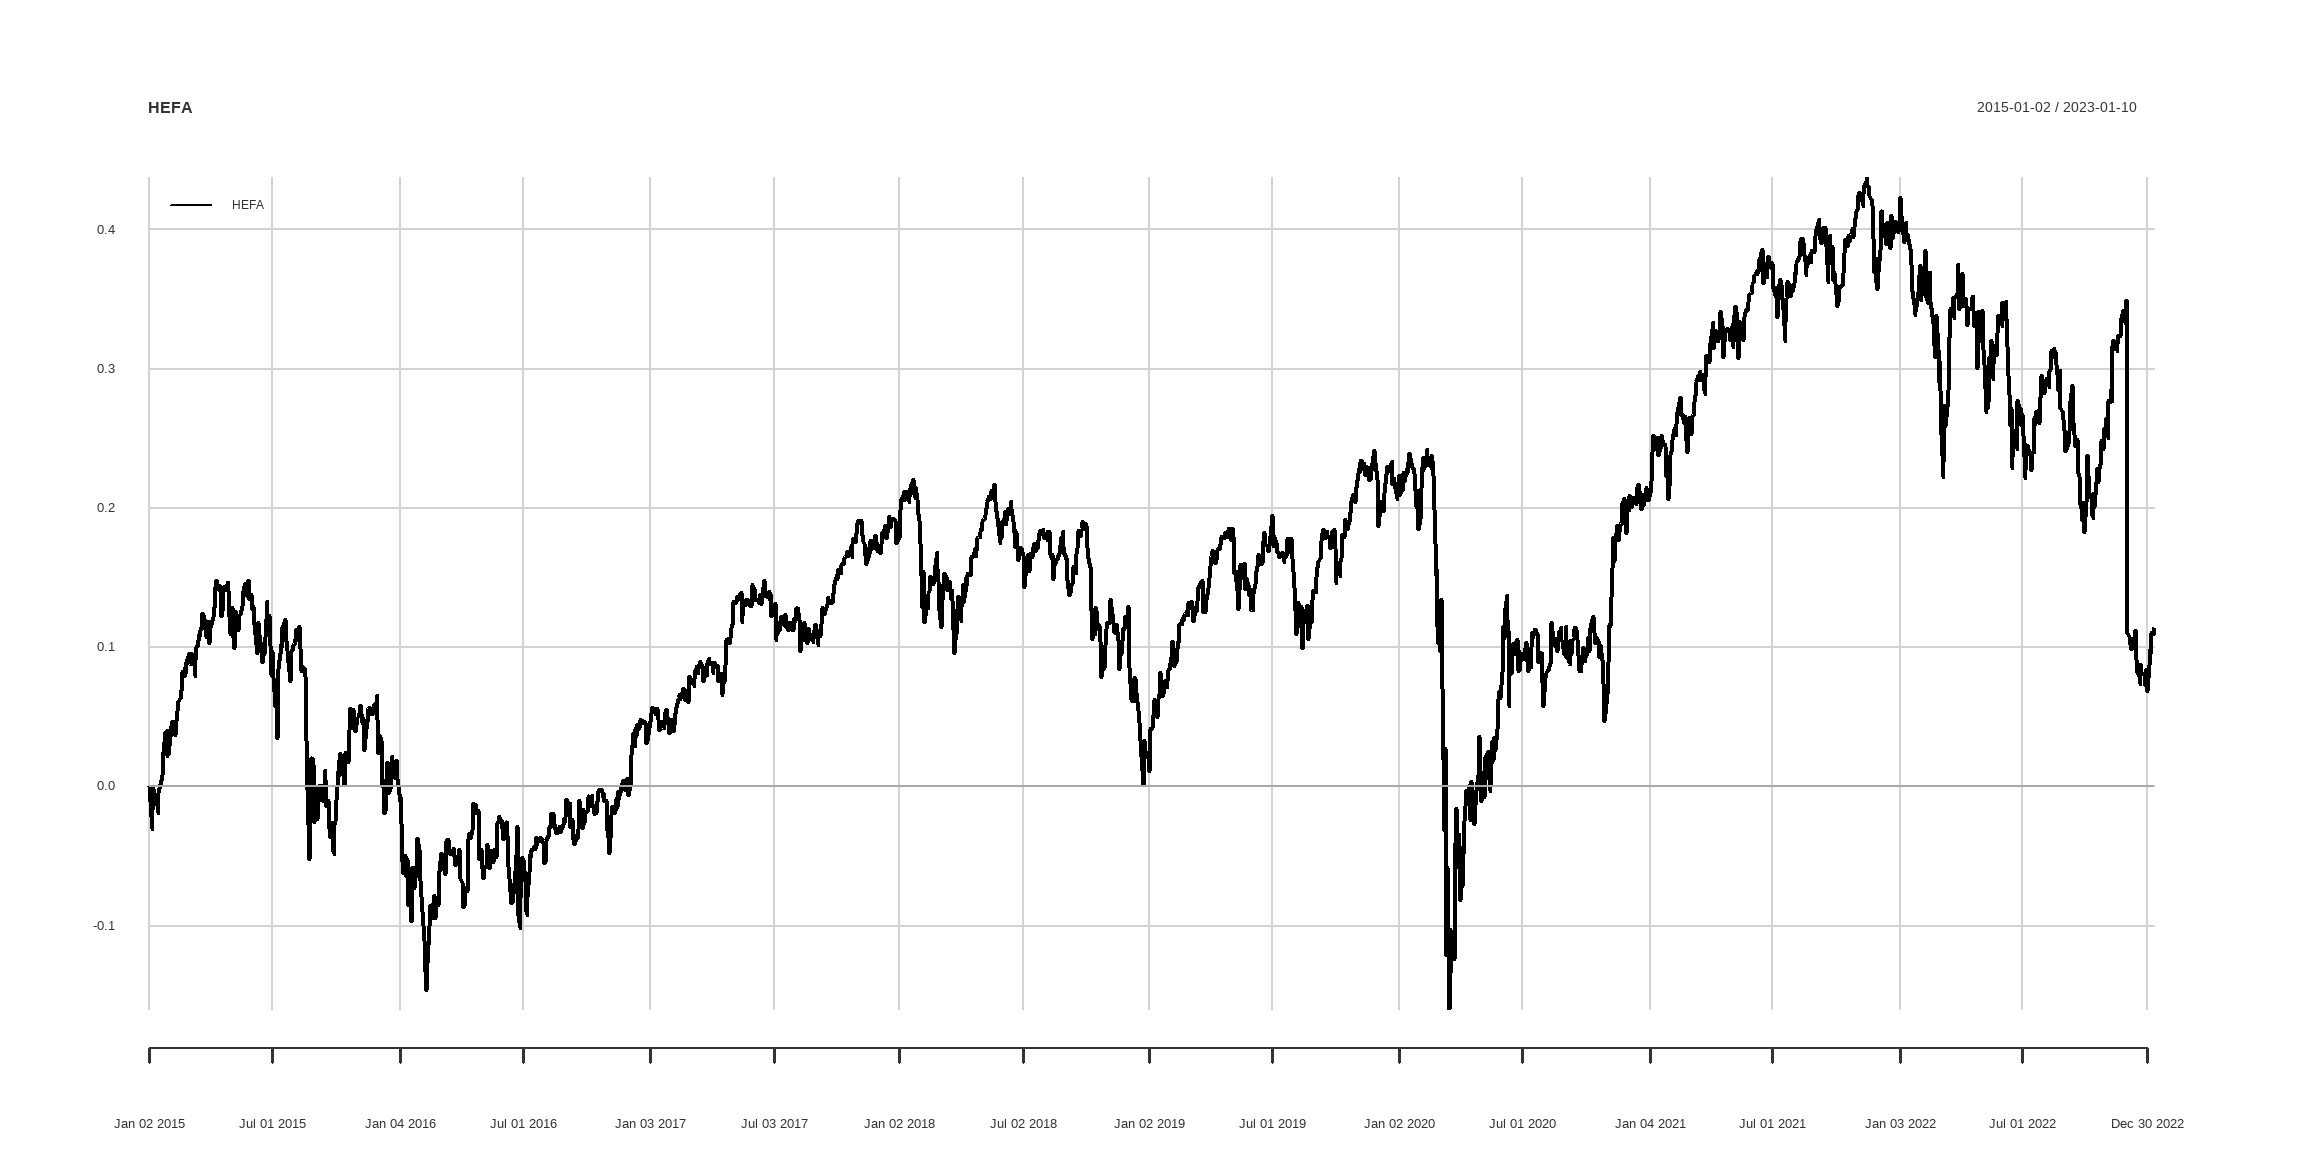 HEFA
2015-01-02 / 2023-01-10
HEFA
0.4
0.3
0.2
0.1
0.0
-0.1
Jan 02 2015
Jul 01 2015
Jan 04 2016
Jul 01 2016
Jan 03 2017
Jul 03 2017
Jan 02 2018
Jul 02 2018
Jan 02 2019
Jul 01 2019
Jan 02 2020
Jul 01 2020
Jan 04 2021
Jul 01 2021
Jan 03 2022
Jul 01 2022
Dec 30 2022